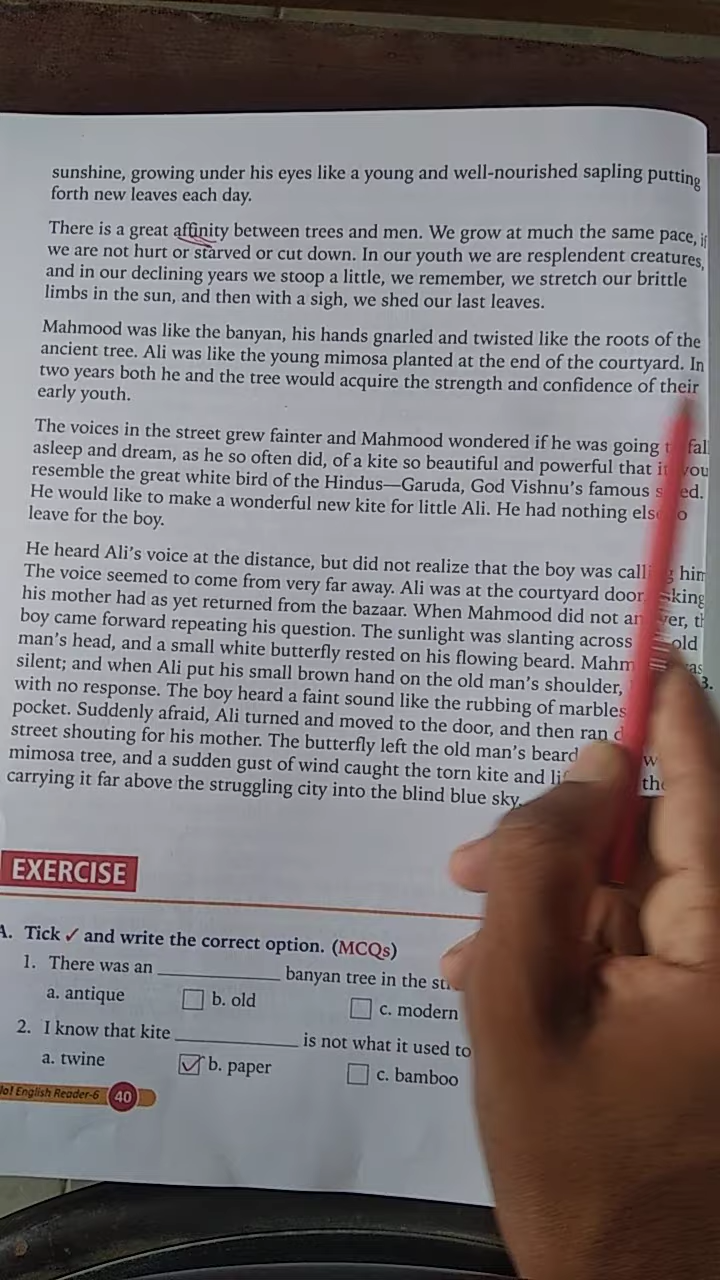 sunshine, growing under his eyes like a young and well-nourished sapling putting
forth new leaves each day.
There is a great affinity between trees and men. We grow at much the same pace, if
we are not hurt or starved or cut down. In our youth we are resplendent creatures,
and in our declining years we stoop a little, we remember, we stretch our brittle
limbs in the sun, and then with a sigh, we shed our last leaves.
Mahmood was like the banyan, his hands gnarled and twisted like the roots of the
ancient tree. Ali was like the young mimosa planted at the end of the courtyard. In
two years both he and the tree would acquire the strength and confidence of their
early youth.
The voices in the street grew fainter and Mahmood wondered if he was going fall
asleep and dream, as he so often did, of a kite so beautiful and powerful that it
resemble the great white bird of the Hindus—Garuda, God Vishnu's famous
He would like to make a wonderful new kite for little Ali. He had nothing else
leave for the boy.
He heard Ali's voice at the distance, but did not realize that the boy was
The voice seemed to come from very far away. Ali was at the courtyard door,
his mother had as yet returned from the bazaar. When Mahmood did not
boy came forward repeating his question. The sunlight was slanting across old
man's head, and a small white butterfly rested on his flowing beard.
silent; and when Ali put his small brown hand on the old man's shoulder,
with no response. The boy heard a faint sound like the rubbing of marbles
pocket. Suddenly afraid, Ali turned and moved to the door, and then ran
street shouting for his mother. The butterfly left the old man's beard
mimosa tree, and a sudden gust of wind caught the torn kite and
carrying it far above the struggling city into the blind blue sky.
EXERCISE
A. Tick ✓ and write the correct option. (MCQs)
1. There was an ____________ banyan tree in the
a. antique b. old c. modern
2. I know that kite ____________ is not what it used to
a. twine b. paper c. bamboo
English Reader-6 40
3.